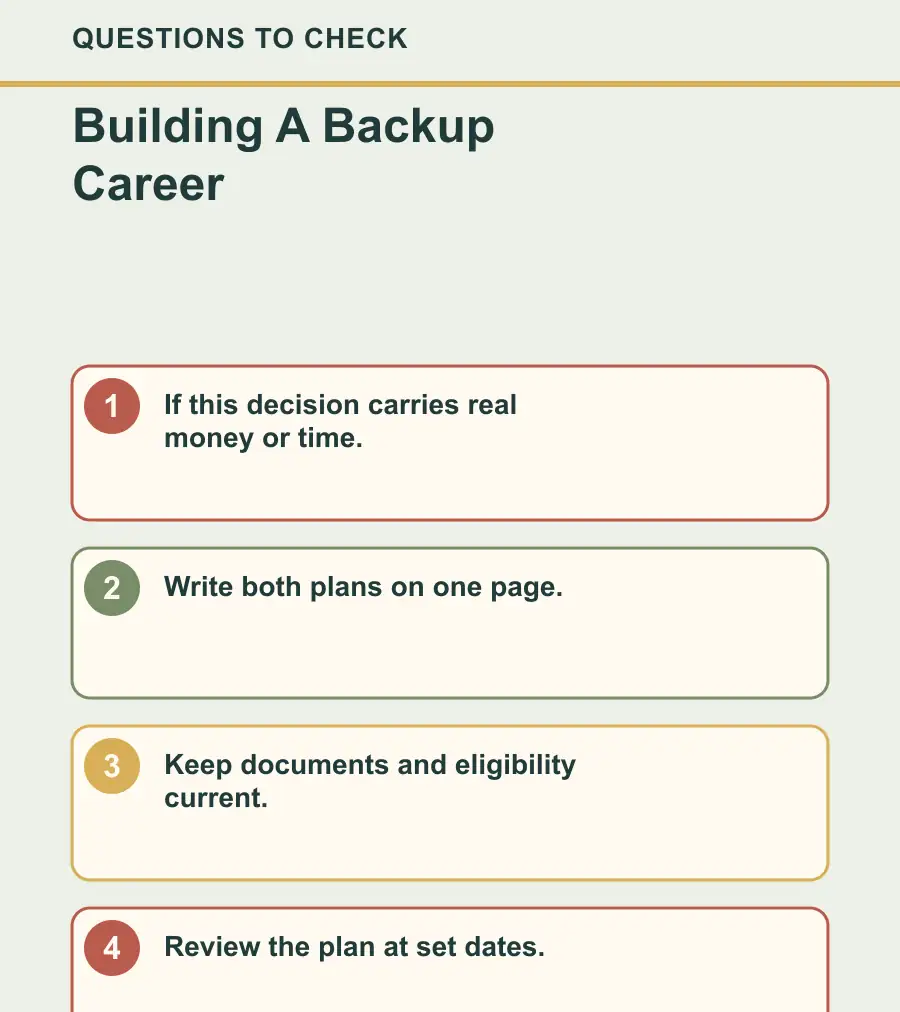 QUESTIONS TO CHECK
Building A Backup
Career
1
If this decision carries real
money or time.
2
Write both plans on one page.
3
Keep documents and eligibility
current.
4
Review the plan at set dates.